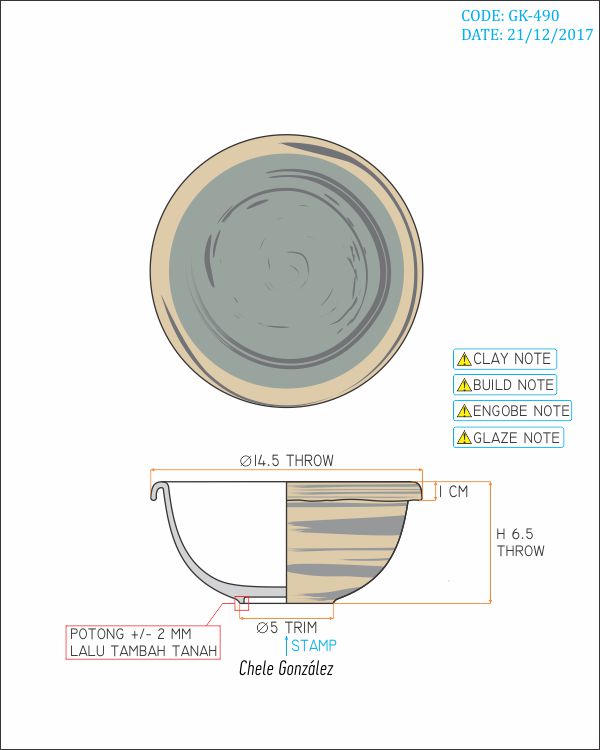 CODE: GK-490
DATE: 21/12/2017
CLAY NOTE
BUILD NOTE
ENGOBE NOTE
GLAZE NOTE
Ø14.5 THROW
1 CM
H 6.5
THROW
Ø5 TRIM
POTONG +/- 2 MM
LALU TAMBAH TANAH
STAMP
Chele González